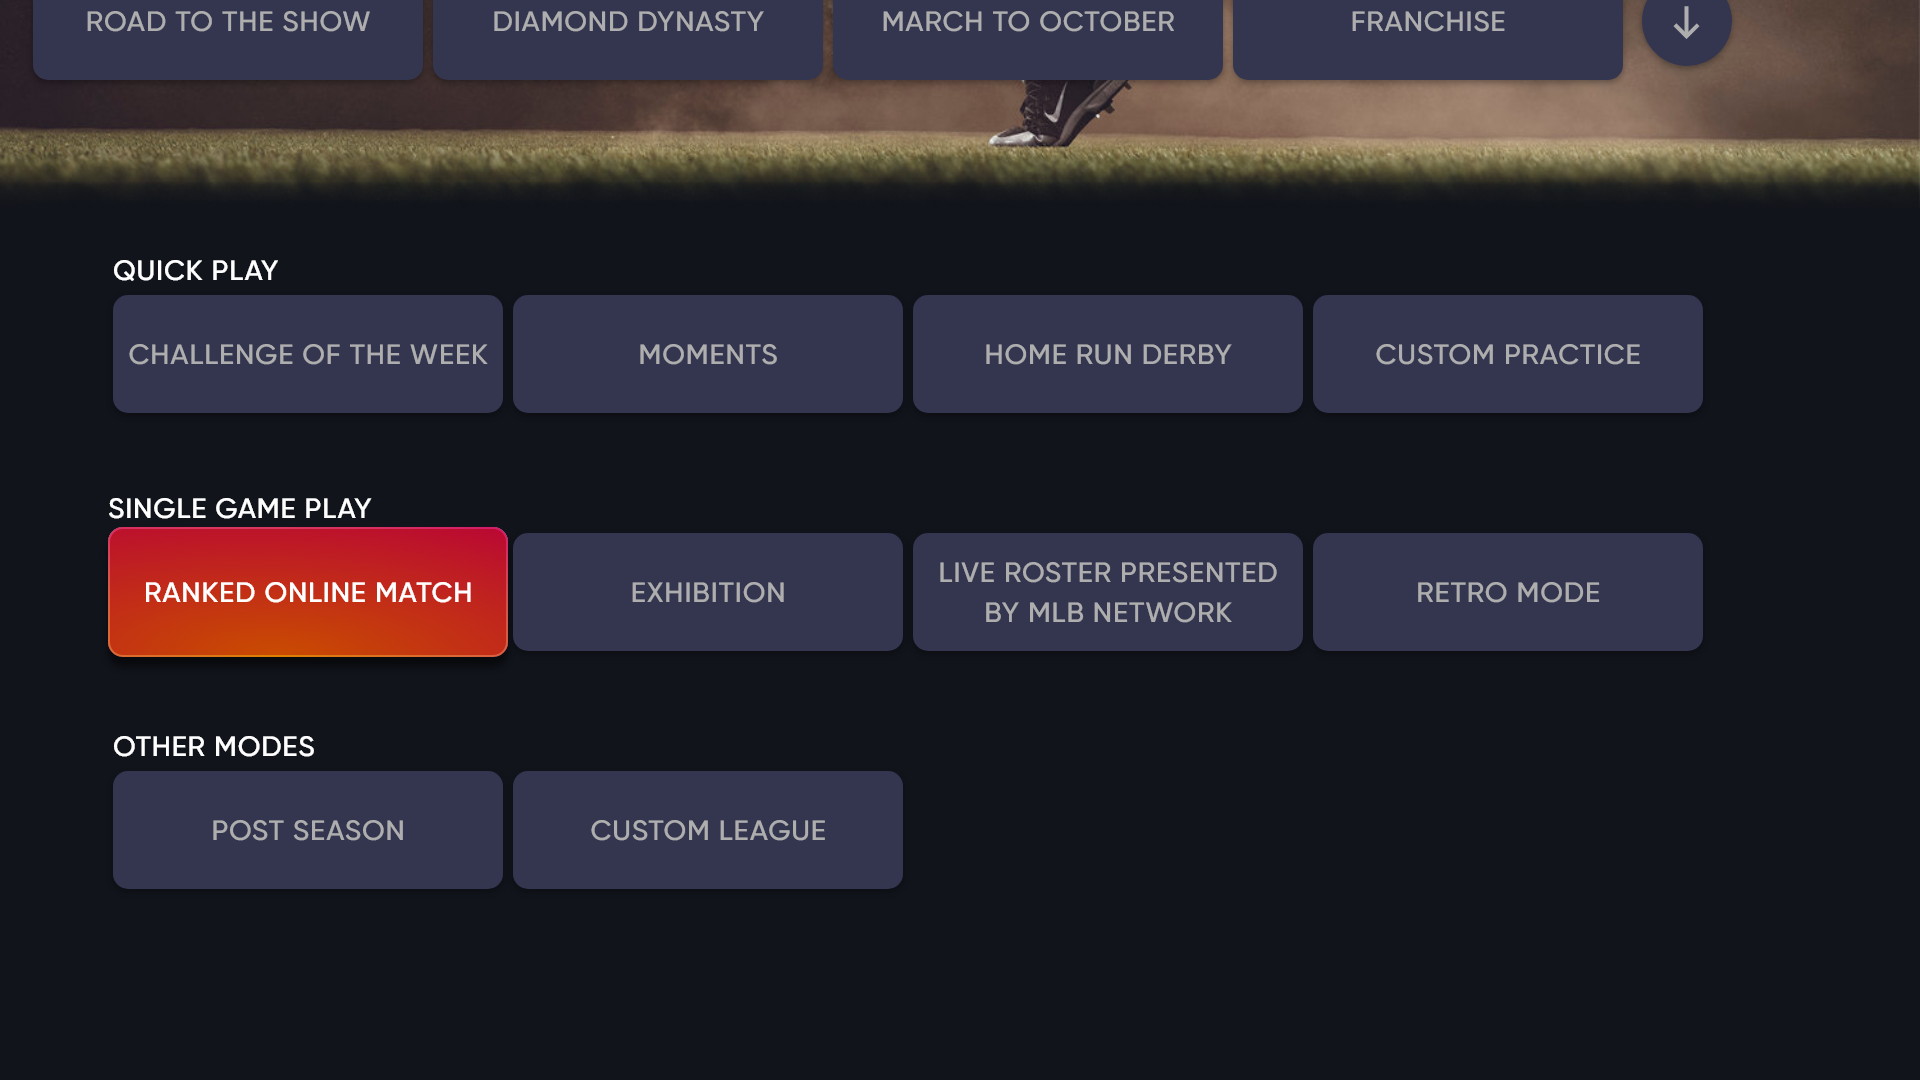 ROAD TO THE SHOW
DIAMOND DYNASTY
MARCH TO OCTOBER
FRANCHISE
QUICK PLAY
CHALLENGE OF THE WEEK
MOMENTS
HOME RUN DERBY
CUSTOM PRACTICE
SINGLE GAME PLAY
RANKED ONLINE MATCH
EXHIBITION
LIVE ROSTER PRESENTED
BY MLB NETWORK
RETRO MODE
OTHER MODES
POST SEASON
CUSTOM LEAGUE